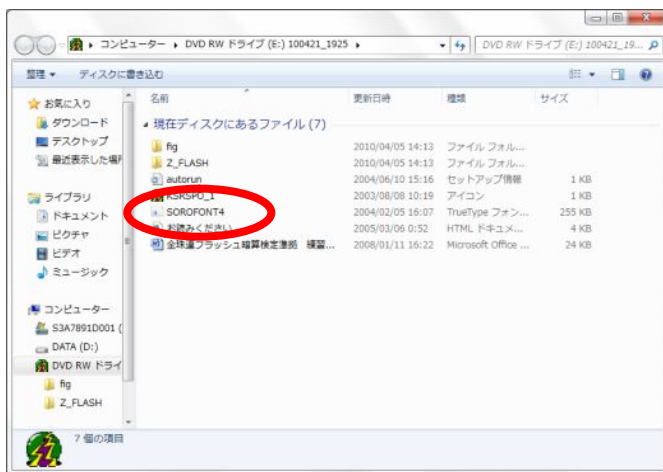 コンピューター ▸ DVD RW ドライブ (E:) 100421_1925 ▸
DVD RW ドライブ (E:) 100421_19...
整理 ▼ ディスクに書き込む
お気に入り
ダウンロード
デスクトップ
最近表示した場所
ライブラリ
ドキュメント
ピクチャ
ビデオ
ミュージック
コンピューター
S3A7891D001 (
DATA (D:)
DVD RW ドライ
fig
Z_FLASH
名前 更新日時 種類 サイズ
現在ディスクにあるファイル (7)
fig 2010/04/05 14:13 ファイル フォル...
Z_FLASH 2010/04/05 14:13 ファイル フォル...
autorun 2004/06/10 15:16 セットアップ情報 1 KB
KSRSPO_1 2003/08/08 10:19 アイコン 1 KB
SOROFONT4 2004/02/05 16:07 TrueType フォン... 255 KB
お読みください 2005/03/06 0:52 HTML ドキュメ... 4 KB
全珠連フラッシュ暗算検定準拠 練習... 2008/01/11 16:22 Microsoft Office ... 24 KB
7 個の項目